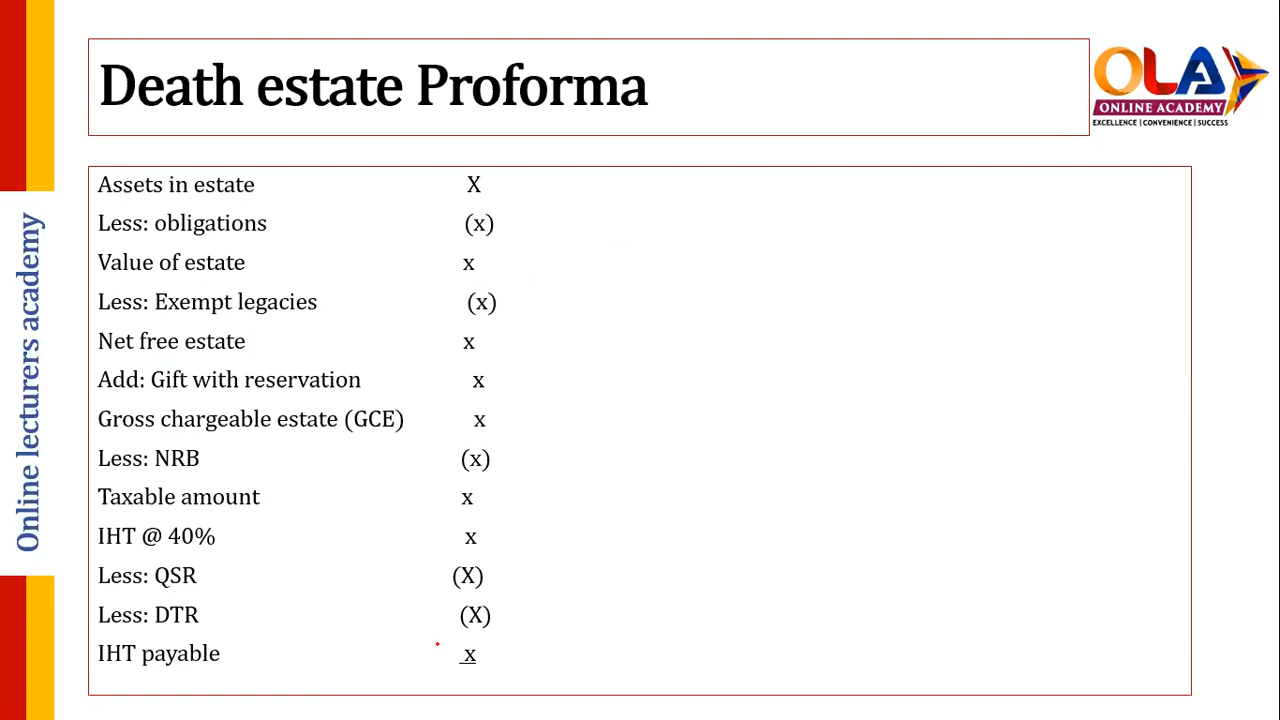 Death estate Proforma
OLA
ONLINE ACADEMY
EXCELLENCE | CONVENIENCE | SUCCESS
Online lecturers academy
Assets in estate X
Less: obligations (x)
Value of estate x
Less: Exempt legacies (x)
Net free estate x
Add: Gift with reservation x
Gross chargeable estate (GCE) x
Less: NRB (x)
Taxable amount x
IHT @ 40% x
Less: QSR (X)
Less: DTR (X)
IHT payable x